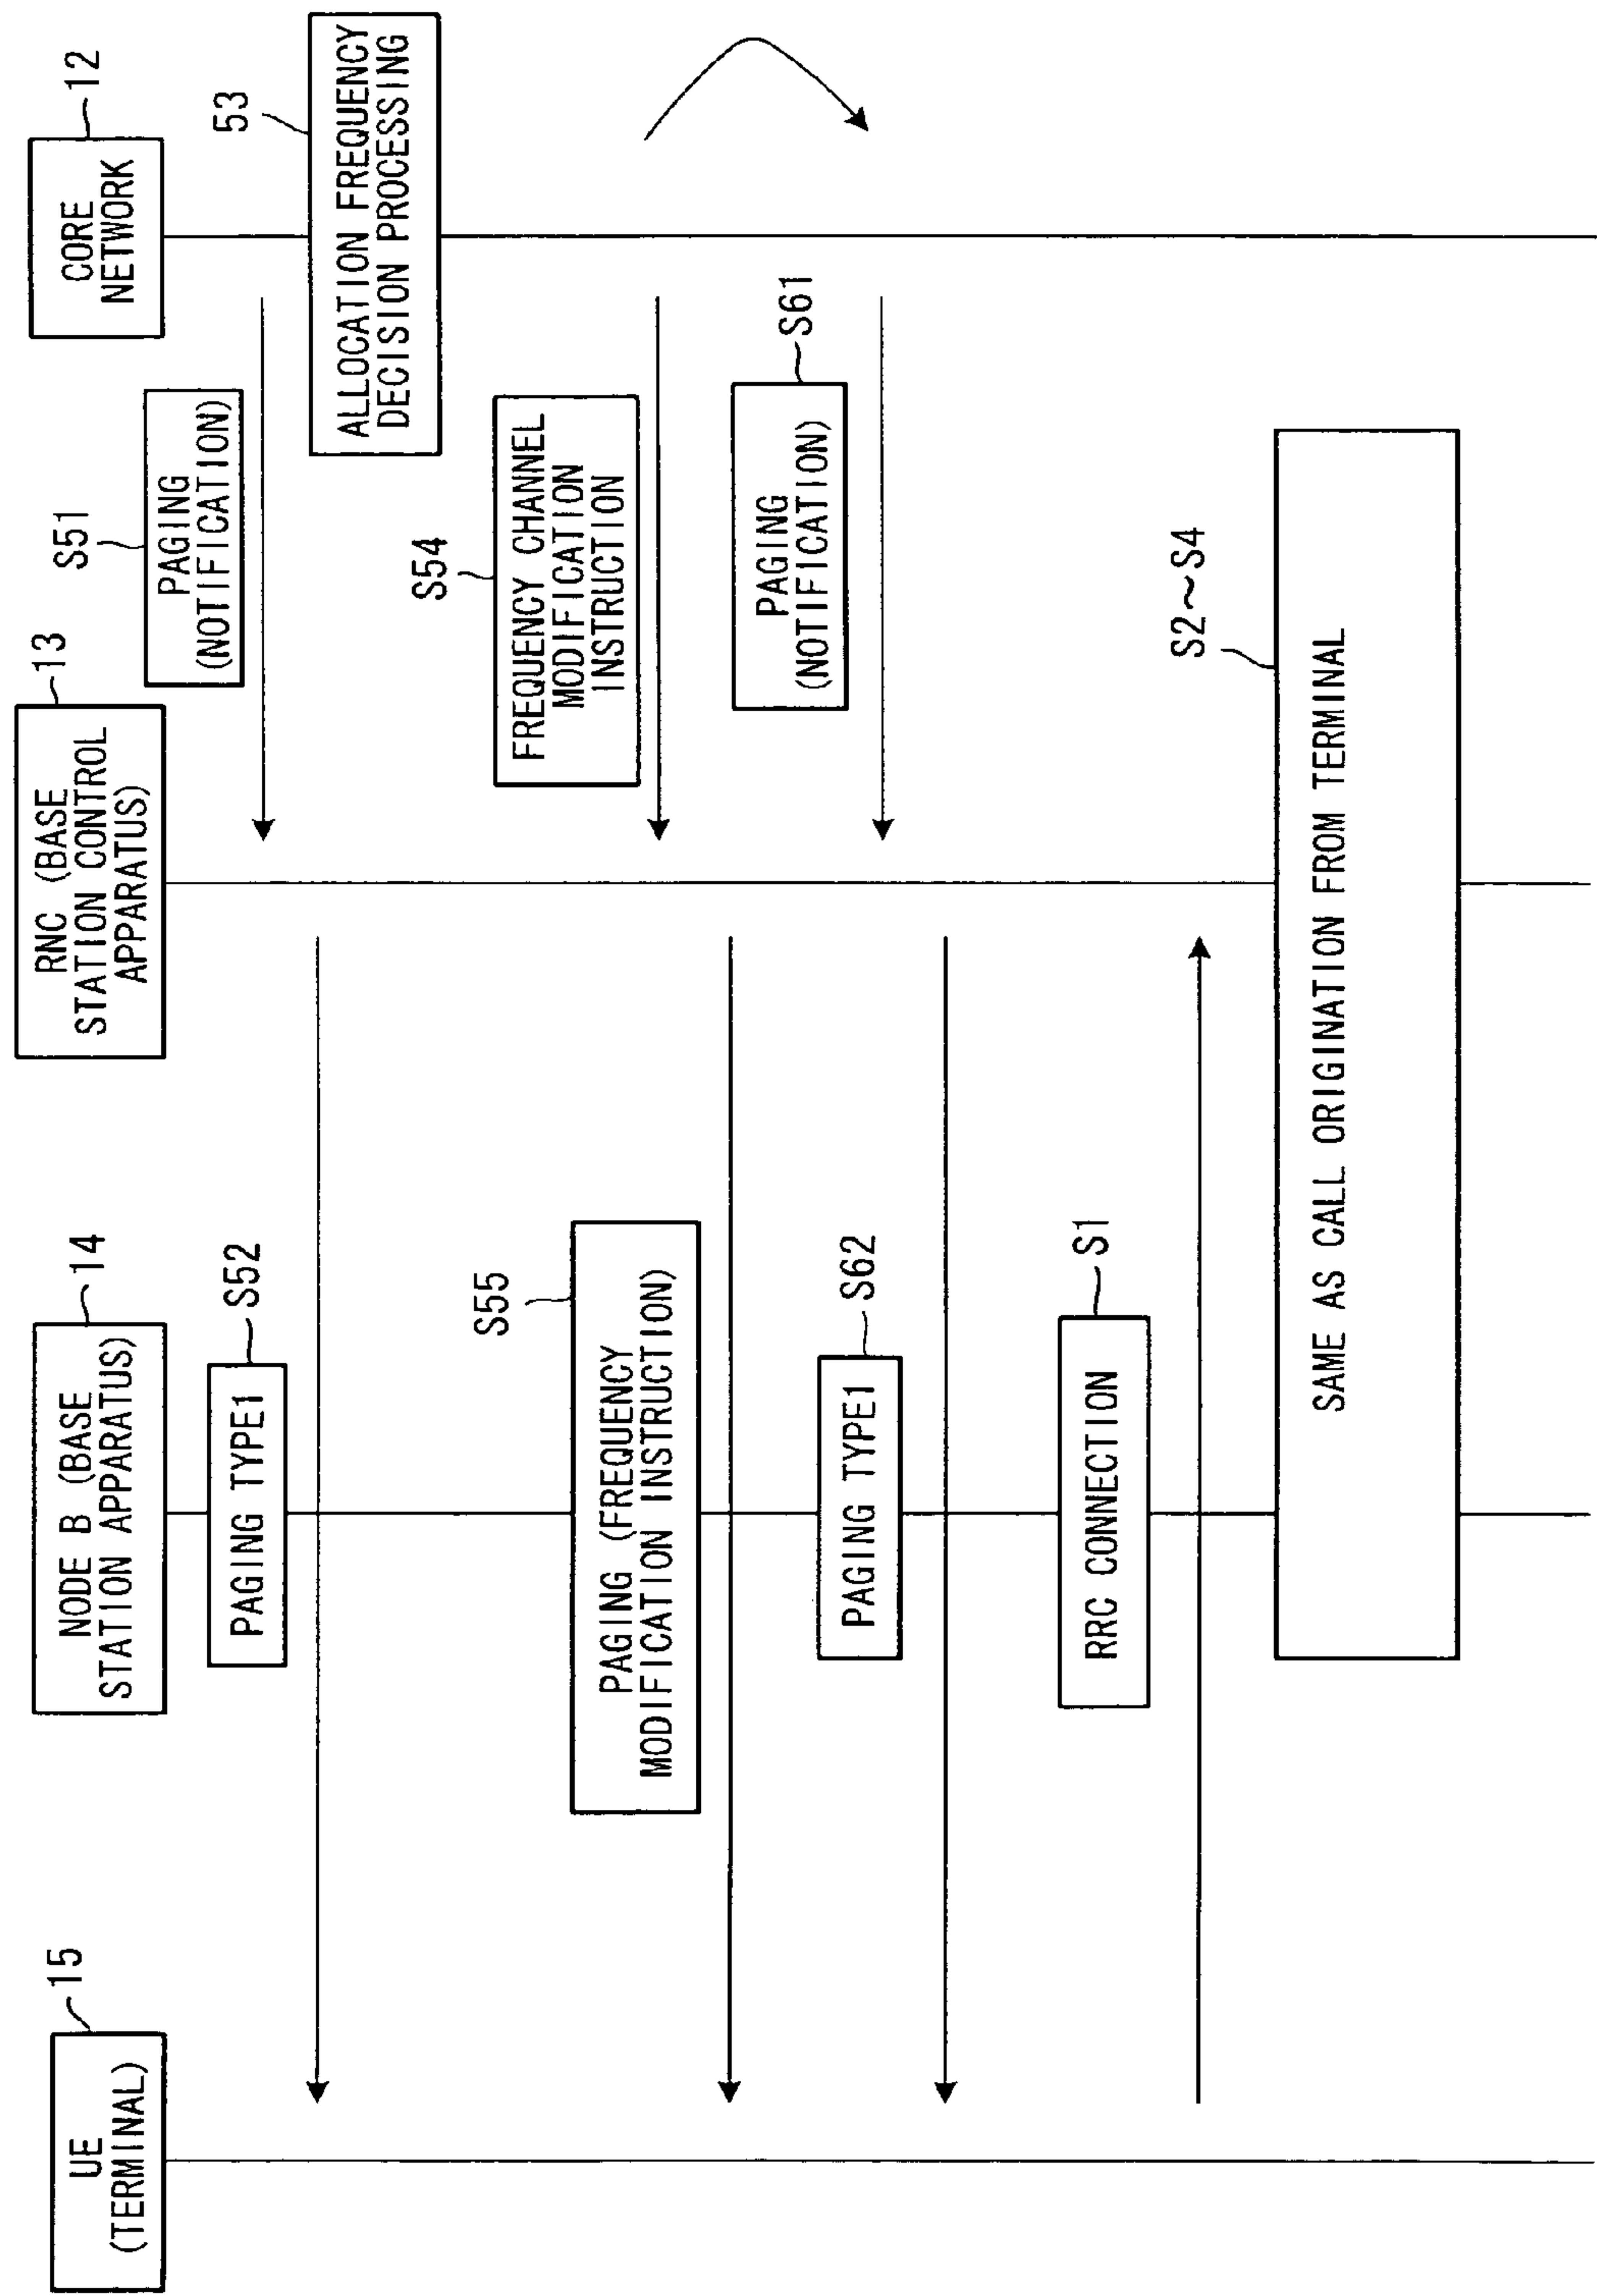 UE
(TERMINAL)
15
NODE B (BASE
STATION APPARATUS)
14
RNC (BASE
STATION CONTROL
APPARATUS)
13
CORE
NETWORK
12
S51
PAGING
(NOTIFICATION)
PAGING TYPE1
S52
53
ALLOCATION FREQUENCY
DECISION PROCESSING
S54
FREQUENCY CHANNEL
MODIFICATION
INSTRUCTION
S55
PAGING (FREQUENCY
MODIFICATION INSTRUCTION)
PAGING
(NOTIFICATION)
S61
PAGING TYPE1
S62
RRC CONNECTION
S1
S2~S4
SAME AS CALL ORIGINATION FROM TERMINAL